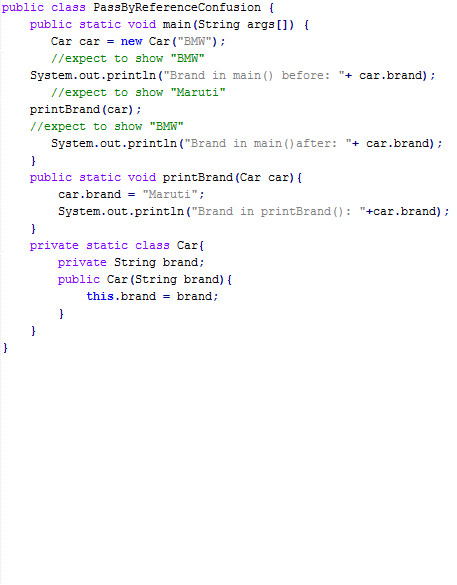 public class PassByReferenceConfusion {
public static void main(String args[]) {
Car car = new Car("BMW");
//expect to show "BMW"
System.out.println("Brand in main() before: "+ car.brand);
//expect to show "Maruti"
printBrand(car);
//expect to show "BMW"
System.out.println("Brand in main()after: "+ car.brand);
}
public static void printBrand(Car car){
car.brand = "Maruti";
System.out.println("Brand in printBrand(): "+car.brand);
}
private static class Car{
private String brand;
public Car(String brand){
this.brand = brand;
}
}
}